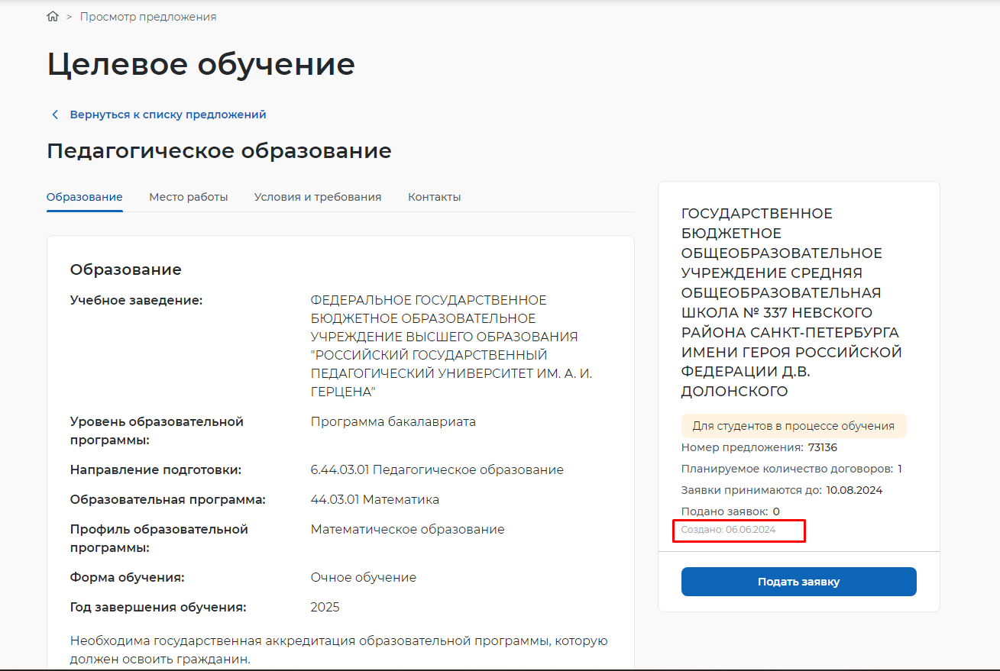 > Просмотр предложения
Целевое обучение
Вернуться к списку предложений
Педагогическое образование
Образование Место работы Условия и требования Контакты
Образование
Учебное заведение: ФЕДЕРАЛЬНОЕ ГОСУДАРСТВЕННОЕ
БЮДЖЕТНОЕ ОБРАЗОВАТЕЛЬНОЕ
УЧРЕЖДЕНИЕ ВЫСШЕГО ОБРАЗОВАНИЯ
"РОССИЙСКИЙ ГОСУДАРСТВЕННЫЙ
ПЕДАГОГИЧЕСКИЙ УНИВЕРСИТЕТ ИМ. А. И.
ГЕРЦЕНА"
Уровень образовательной
программы:
Программа бакалавриата
Направление подготовки: 6.44.03.01 Педагогическое образование
Образовательная программа: 44.03.01 Математика
Профиль образовательной
программы:
Математическое образование
Форма обучения: Очное обучение
Год завершения обучения: 2025
Необходима государственная аккредитация образовательной программы, которую
должен освоить гражданин.
ГОСУДАРСТВЕННОЕ
БЮДЖЕТНОЕ
ОБЩЕОБРАЗОВАТЕЛЬНОЕ
УЧРЕЖДЕНИЕ СРЕДНЯЯ
ОБЩЕОБРАЗОВАТЕЛЬНАЯ
ШКОЛА № 337 НЕВСКОГО
РАЙОНА САНКТ-ПЕТЕРБУРГА
ИМЕНИ ГЕРОЯ РОССИЙСКОЙ
ФЕДЕРАЦИИ Д.В.
ДОЛОНСКОГО
Для студентов в процессе обучения
Номер предложения: 73136
Планируемое количество договоров: 1
Заявки принимаются до: 10.08.2024
Подано заявок: 0
Создано: 06.06.2024
Подать заявку